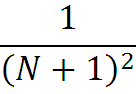 1
(N + 1)²